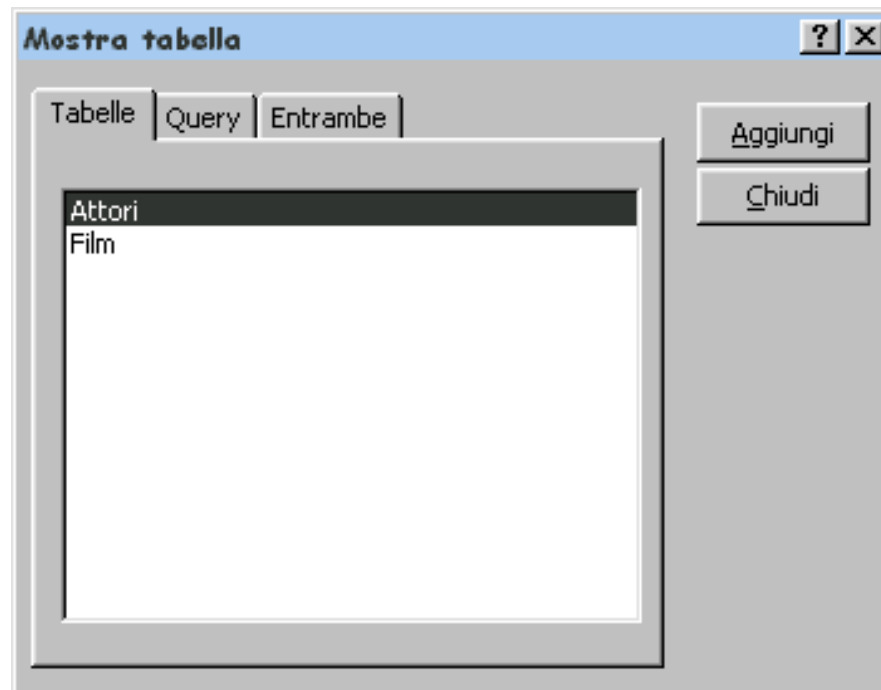 Mostra tabella
Tabelle Query Entrambe
Aggiungi
Chiudi
Attori
Film